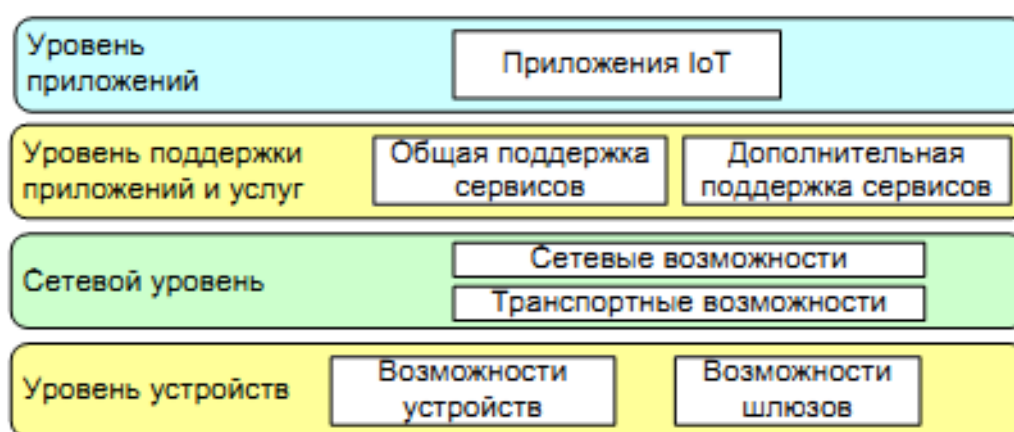 Уровень
приложений
Приложения IoT
Уровень поддержки
приложений и услуг
Общая поддержка
сервисов
Дополнительная
поддержка сервисов
Сетевой уровень
Сетевые возможности
Транспортные возможности
Уровень устройств
Возможности
устройств
Возможности
шлюзов